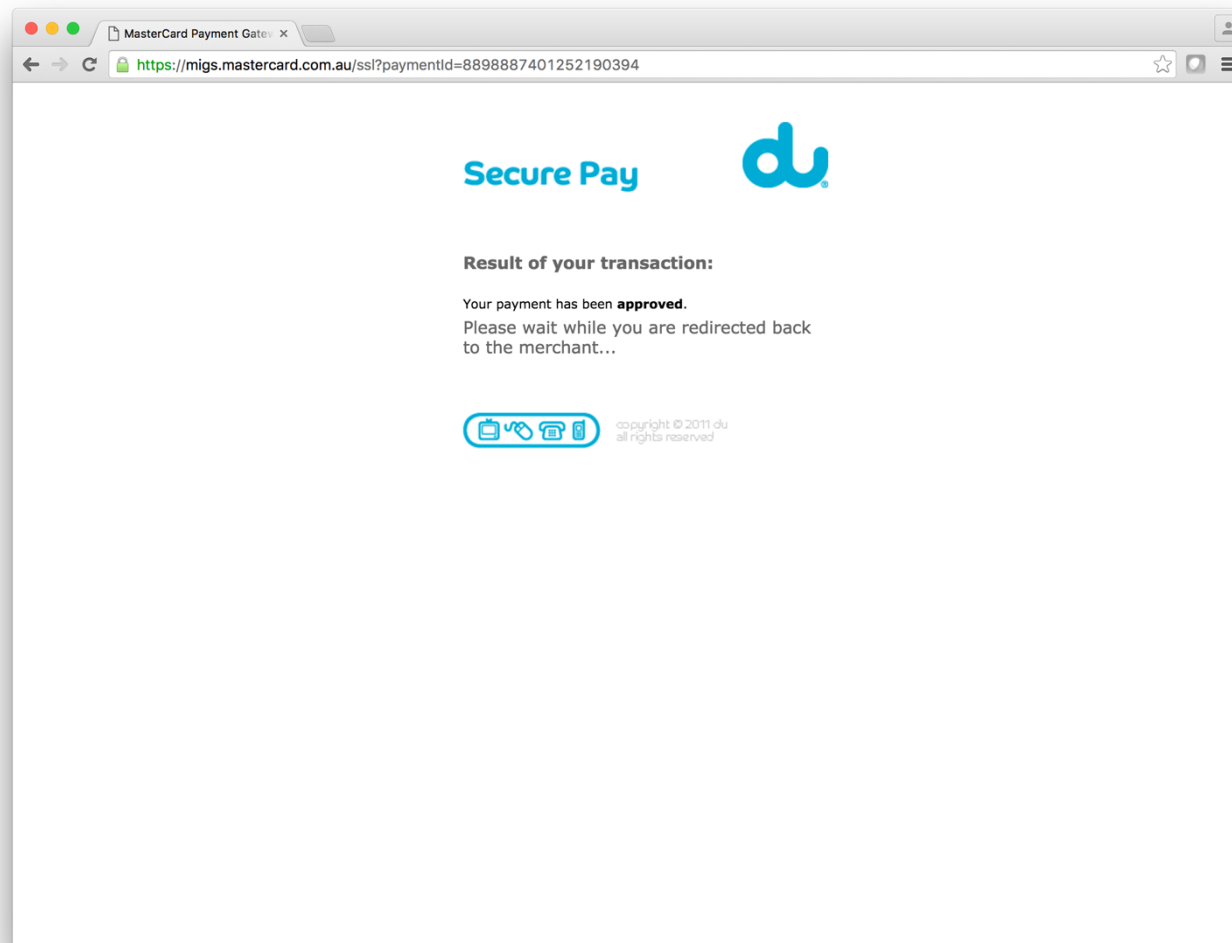 MasterCard Payment Gatew
https://migs.mastercard.com.au/ssl?paymentId=8898887401252190394
Secure Pay
du
Result of your transaction:
Your payment has been approved.
Please wait while you are redirected back
to the merchant...
copyright © 2011 du
all rights reserved